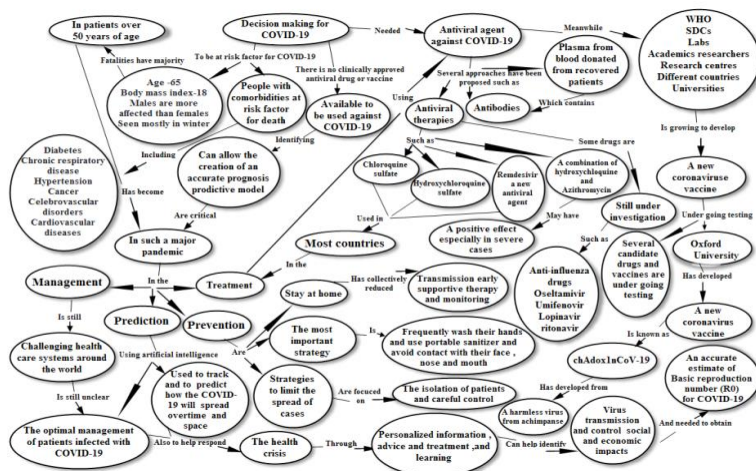 In patients over
50 years of age
Decision making for
COVID-19
Needed
Antiviral agent
against COVID-19
Meanwhile
WHO
SDCs
Labs
Academics researchers
Research centres
Different countries
Universities
Fatalities have majority
To be at risk factor for COVID-19
There is no clinically approved
antiviral drug or vaccine
Plasma from
blood donated
from recovered
patients
Several approaches have been
proposed such as
Age -65
Body mass index-18
Males are more
affected than females
Seen mostly in winter
People with
comorbities at
risk factor
for death
Available to
be used against
COVID-19
Using
Antiviral
therapies
Antibodies
Which contains
Is growing to develop
Including
Identifying
Such as
Some drugs are
Diabetes
Chronic respiratory
disease
Hypertension
Cancer
Celebrovascular
disorders
Cardiovascular
diseases
Can allow the
creation of an
accurate prognosis
prodictive model
Chloroquine
sulfate
Hydroxychloroquine
sulfate
Remdesivir
a new
antiviral
agent
A combination of
hydroxychloquine
and
Azithromycin
A new
coronaviruse
vaccine
Has become
Are critical
Used in
May have
Still under
investigation
Under going testing
In such a major
pandemic
Most countries
A positive effect
especially in severe
cases
Such as
Several
candidate
drugs and
vaccines are
under going
testing
Oxford
University
Management
In the
Treatment
In the
Stay at home
Has collectively
reduced
Transmission early
supportive therapy
and monitoring
Anti-influenza
drugs
Oseltamivir
Umifenovir
Lopinavir
ritonavir
Has developed
Is still
Prediction
Prevention
The most
important
strategy
Is
Frequently wash their hands
and use portable sanitizer and
avoid contact with their face ,
nose and mouth
A new
coronavirus
vaccine
Challenging health
care systems around
the world
Using artificial intelligence
Are
Is known as
chAdox1nCoV-19
An accurate
estimate of
Basic reproduction
number (R0)
for COVID-19
Used to track
and to predict
how the COVID-
19 will spread
overtime and
space
Strategies
to limit the
spread of
cases
Are focused
on
The isolation of patients
and careful control
Has developed from
Is still unclear
A harmless virus
from achimpanse
Virus
transmission
and control social
and economic
impacts
And needed to obtain
The optimal management
of patients infected with
COVID-19
Also to help respond
The health
crisis
Through
Personalized information ,
advice and treatment ,and
learning
Can help identifv